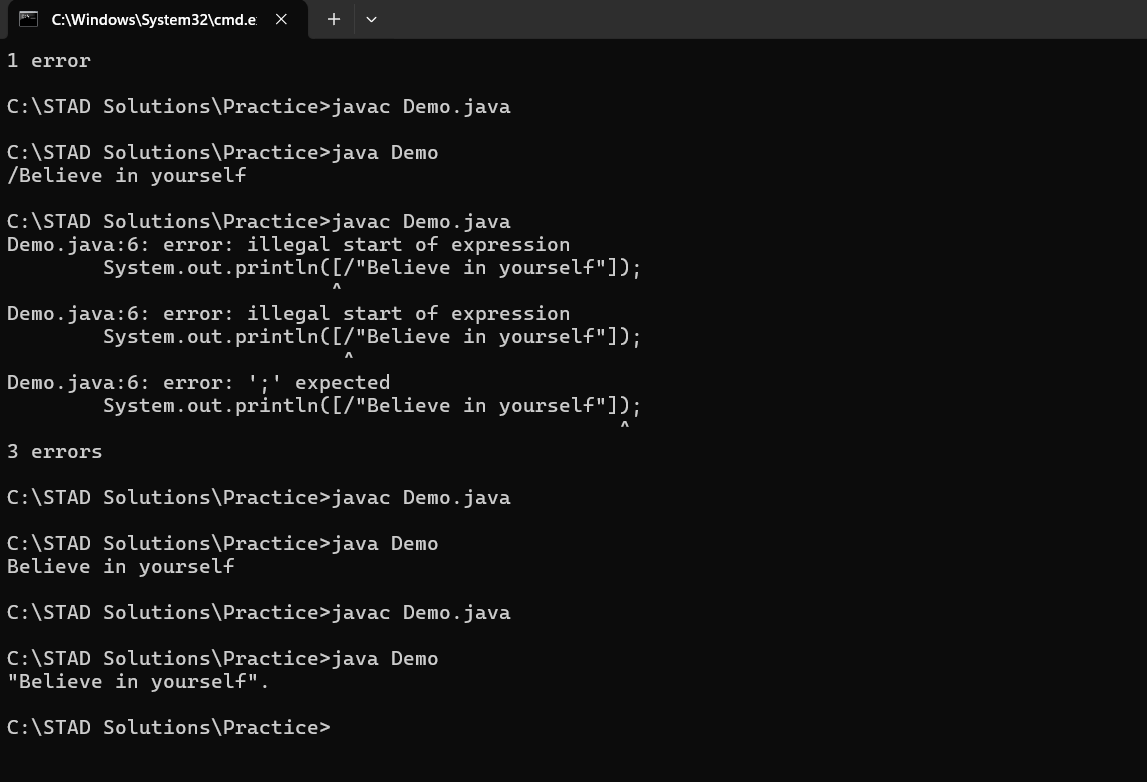 C:\Windows\System32\cmd.e
1 error
C:\STAD Solutions\Practice>javac Demo.java
C:\STAD Solutions\Practice>java Demo
/Believe in yourself
C:\STAD Solutions\Practice>javac Demo.java
Demo.java:6: error: illegal start of expression
        System.out.println([/"Believe in yourself"]);
                           ^
Demo.java:6: error: illegal start of expression
        System.out.println([/"Believe in yourself"]);
                            ^
Demo.java:6: error: ';' expected
        System.out.println([/"Believe in yourself"]);
                                                   ^
3 errors
C:\STAD Solutions\Practice>javac Demo.java
C:\STAD Solutions\Practice>java Demo
Believe in yourself
C:\STAD Solutions\Practice>javac Demo.java
C:\STAD Solutions\Practice>java Demo
"Believe in yourself".
C:\STAD Solutions\Practice>